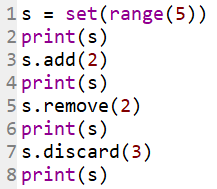 1 s = set(range(5))
2 print(s)
3 s.add(2)
4 print(s)
5 s.remove(2)
6 print(s)
7 s.discard(3)
8 print(s)